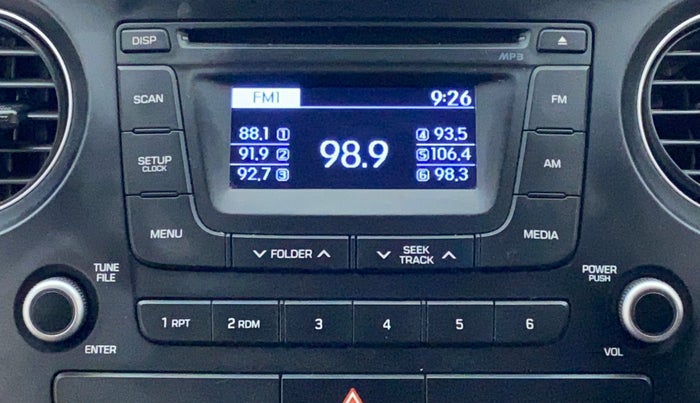 DISP
MP3
SCAN
FM1 9:26
FM
88.1 1 4 93.5
91.9 2 98.9 5 106.4
92.7 3 6 98.3
SETUP
CLOCK
AM
MENU
MEDIA
FOLDER
SEEK
TRACK
TUNE
FILE
POWER
PUSH
1 RPT 2 RDM 3 4 5 6
ENTER
VOL